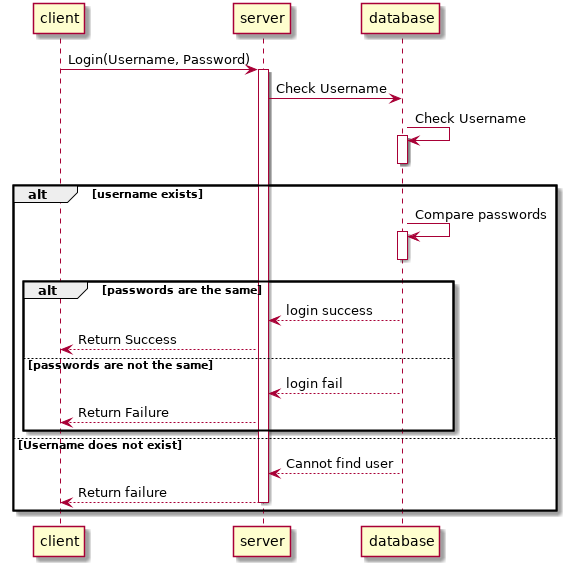 client server database
Login(Username, Password)
Check Username
Check Username
alt [username exists]
Compare passwords
alt [passwords are the same]
login success
Return Success
[passwords are not the same]
login fail
Return Failure
[Username does not exist]
Cannot find user
Return failure
client server database